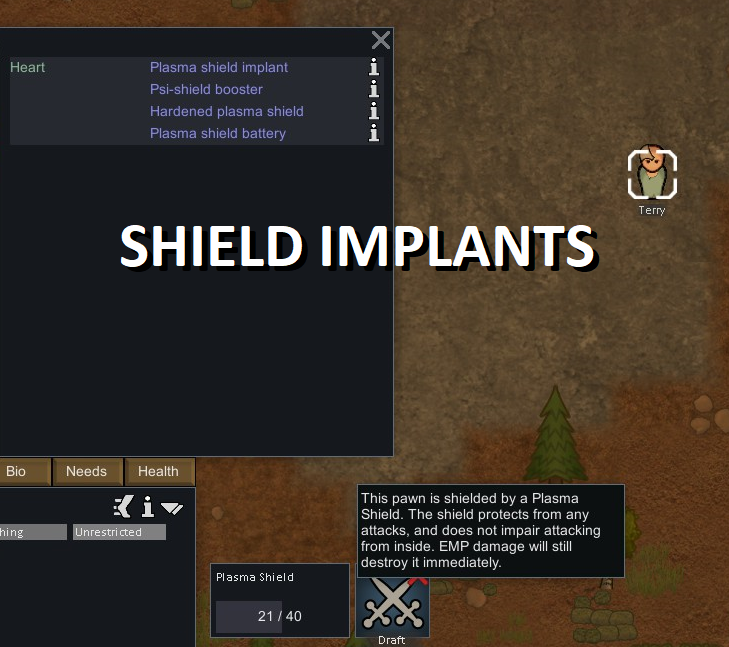 Heart Plasma shield implant
Psi-shield booster
Hardened plasma shield
Plasma shield battery
Terry
SHIELD IMPLANTS
Bio Needs Health
hing Unrestricted
This pawn is shielded by a Plasma
Shield. The shield protects from any
attacks, and does not impair attacking
from inside. EMP damage will still
destroy it immediately.
Plasma Shield
21 / 40
Draft